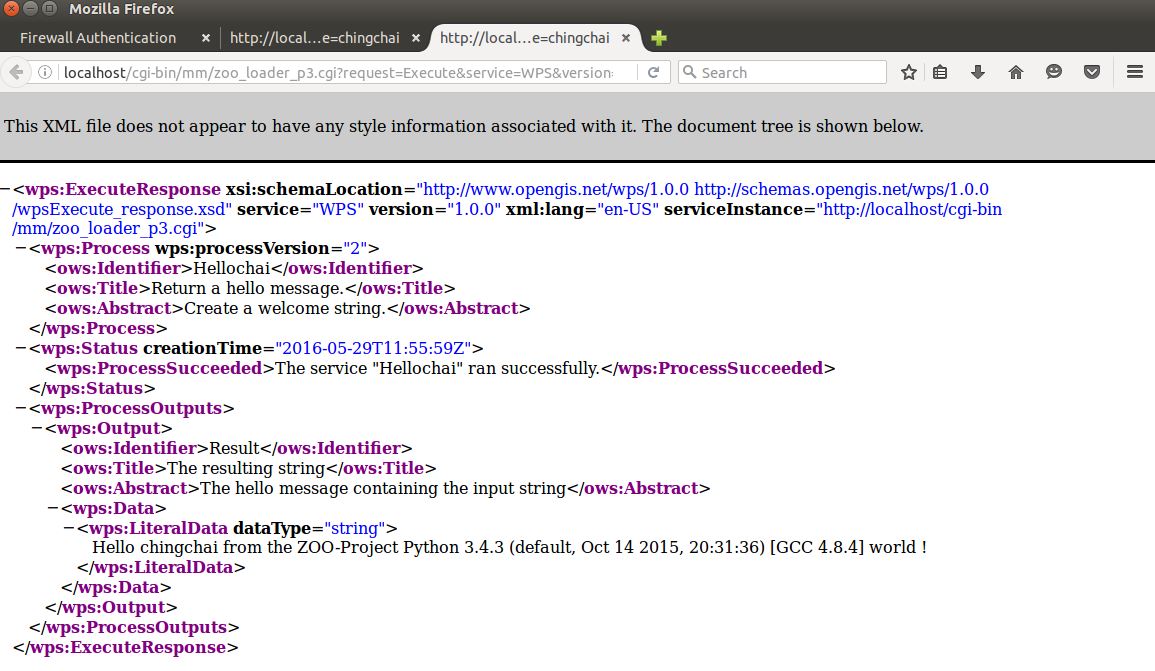 Mozilla Firefox
Firewall Authentication
http://local...e=chingchai
http://local...e=chingchai
localhost/cgi-bin/mm/zoo_loader_p3.cgi?request=Execute&service=WPS&version:
Search
This XML file does not appear to have any style information associated with it. The document tree is shown below.
−<wps:ExecuteResponse xsi:schemaLocation="http://www.opengis.net/wps/1.0.0 http://schemas.opengis.net/wps/1.0.0
/wpsExecute_response.xsd" service="WPS" version="1.0.0" xml:lang="en-US" serviceInstance="http://localhost/cgi-bin
/mm/zoo_loader_p3.cgi">
−<wps:Process wps:processVersion="2">
<ows:Identifier>Hellochai</ows:Identifier>
<ows:Title>Return a hello message.</ows:Title>
<ows:Abstract>Create a welcome string.</ows:Abstract>
</wps:Process>
−<wps:Status creationTime="2016-05-29T11:55:59Z">
<wps:ProcessSucceeded>The service "Hellochai" ran successfully.</wps:ProcessSucceeded>
</wps:Status>
−<wps:ProcessOutputs>
−<wps:Output>
<ows:Identifier>Result</ows:Identifier>
<ows:Title>The resulting string</ows:Title>
<ows:Abstract>The hello message containing the input string</ows:Abstract>
−<wps:Data>
−<wps:LiteralData dataType="string">
Hello chingchai from the ZOO-Project Python 3.4.3 (default, Oct 14 2015, 20:31:36) [GCC 4.8.4] world !
</wps:LiteralData>
</wps:Data>
</wps:Output>
</wps:ProcessOutputs>
</wps:ExecuteResponse>